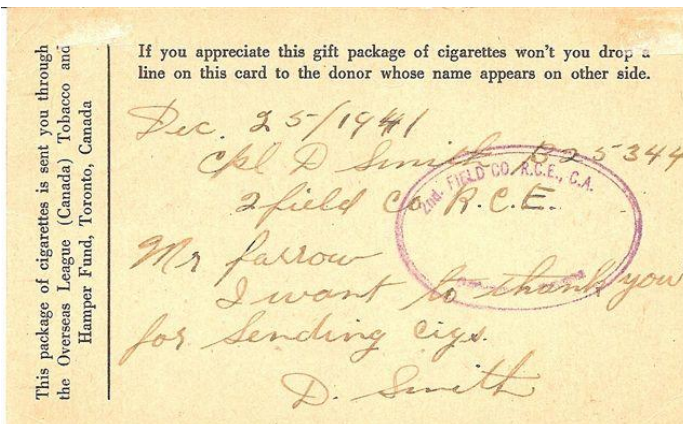 This package of cigarettes is sent you through
the Overseas League (Canada) Tobacco and
Hamper Fund, Toronto, Canada
If you appreciate this gift package of cigarettes won't you drop a
line on this card to the donor whose name appears on other side.
Dec. 25/1941
Cpl D Smith B25344
2 field Co R.C.E.
2nd. FIELD CO. R.C.E., C.A.
Mr farrow
I want to thank you
for Sending cigs.
D. Smith